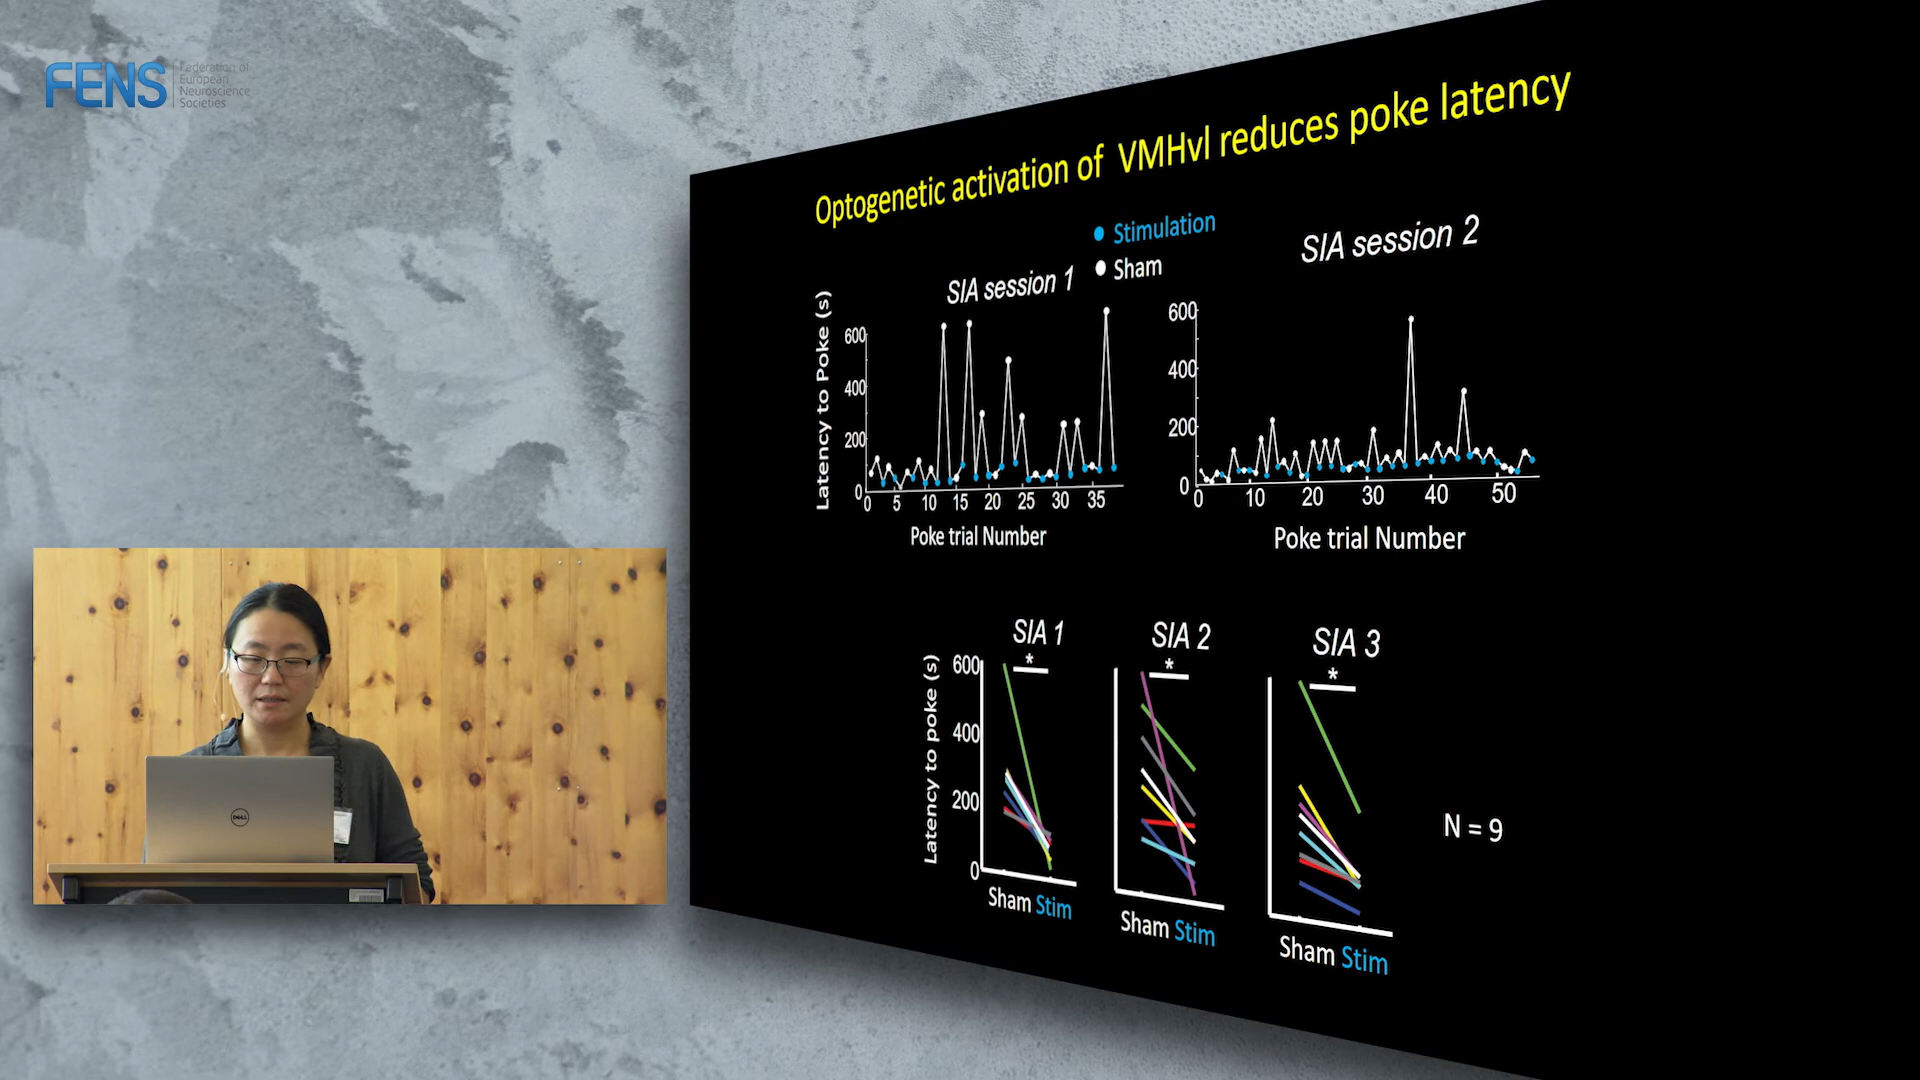 FENS
Federation of
European
Neuroscience
Societies
Optogenetic activation of VMHvl reduces poke latency
Stimulation
Sham
SIA session 1
SIA session 2
Latency to Poke (s)
600
400
200
0
0 5 10 15 20 25 30 35
Poke trial Number
600
400
200
0
0 10 20 30 40 50
Poke trial Number
SIA 1
*
SIA 2
*
SIA 3
*
Latency to poke (s)
600
400
200
0
Sham Stim
Sham Stim
Sham Stim
N = 9
DELL